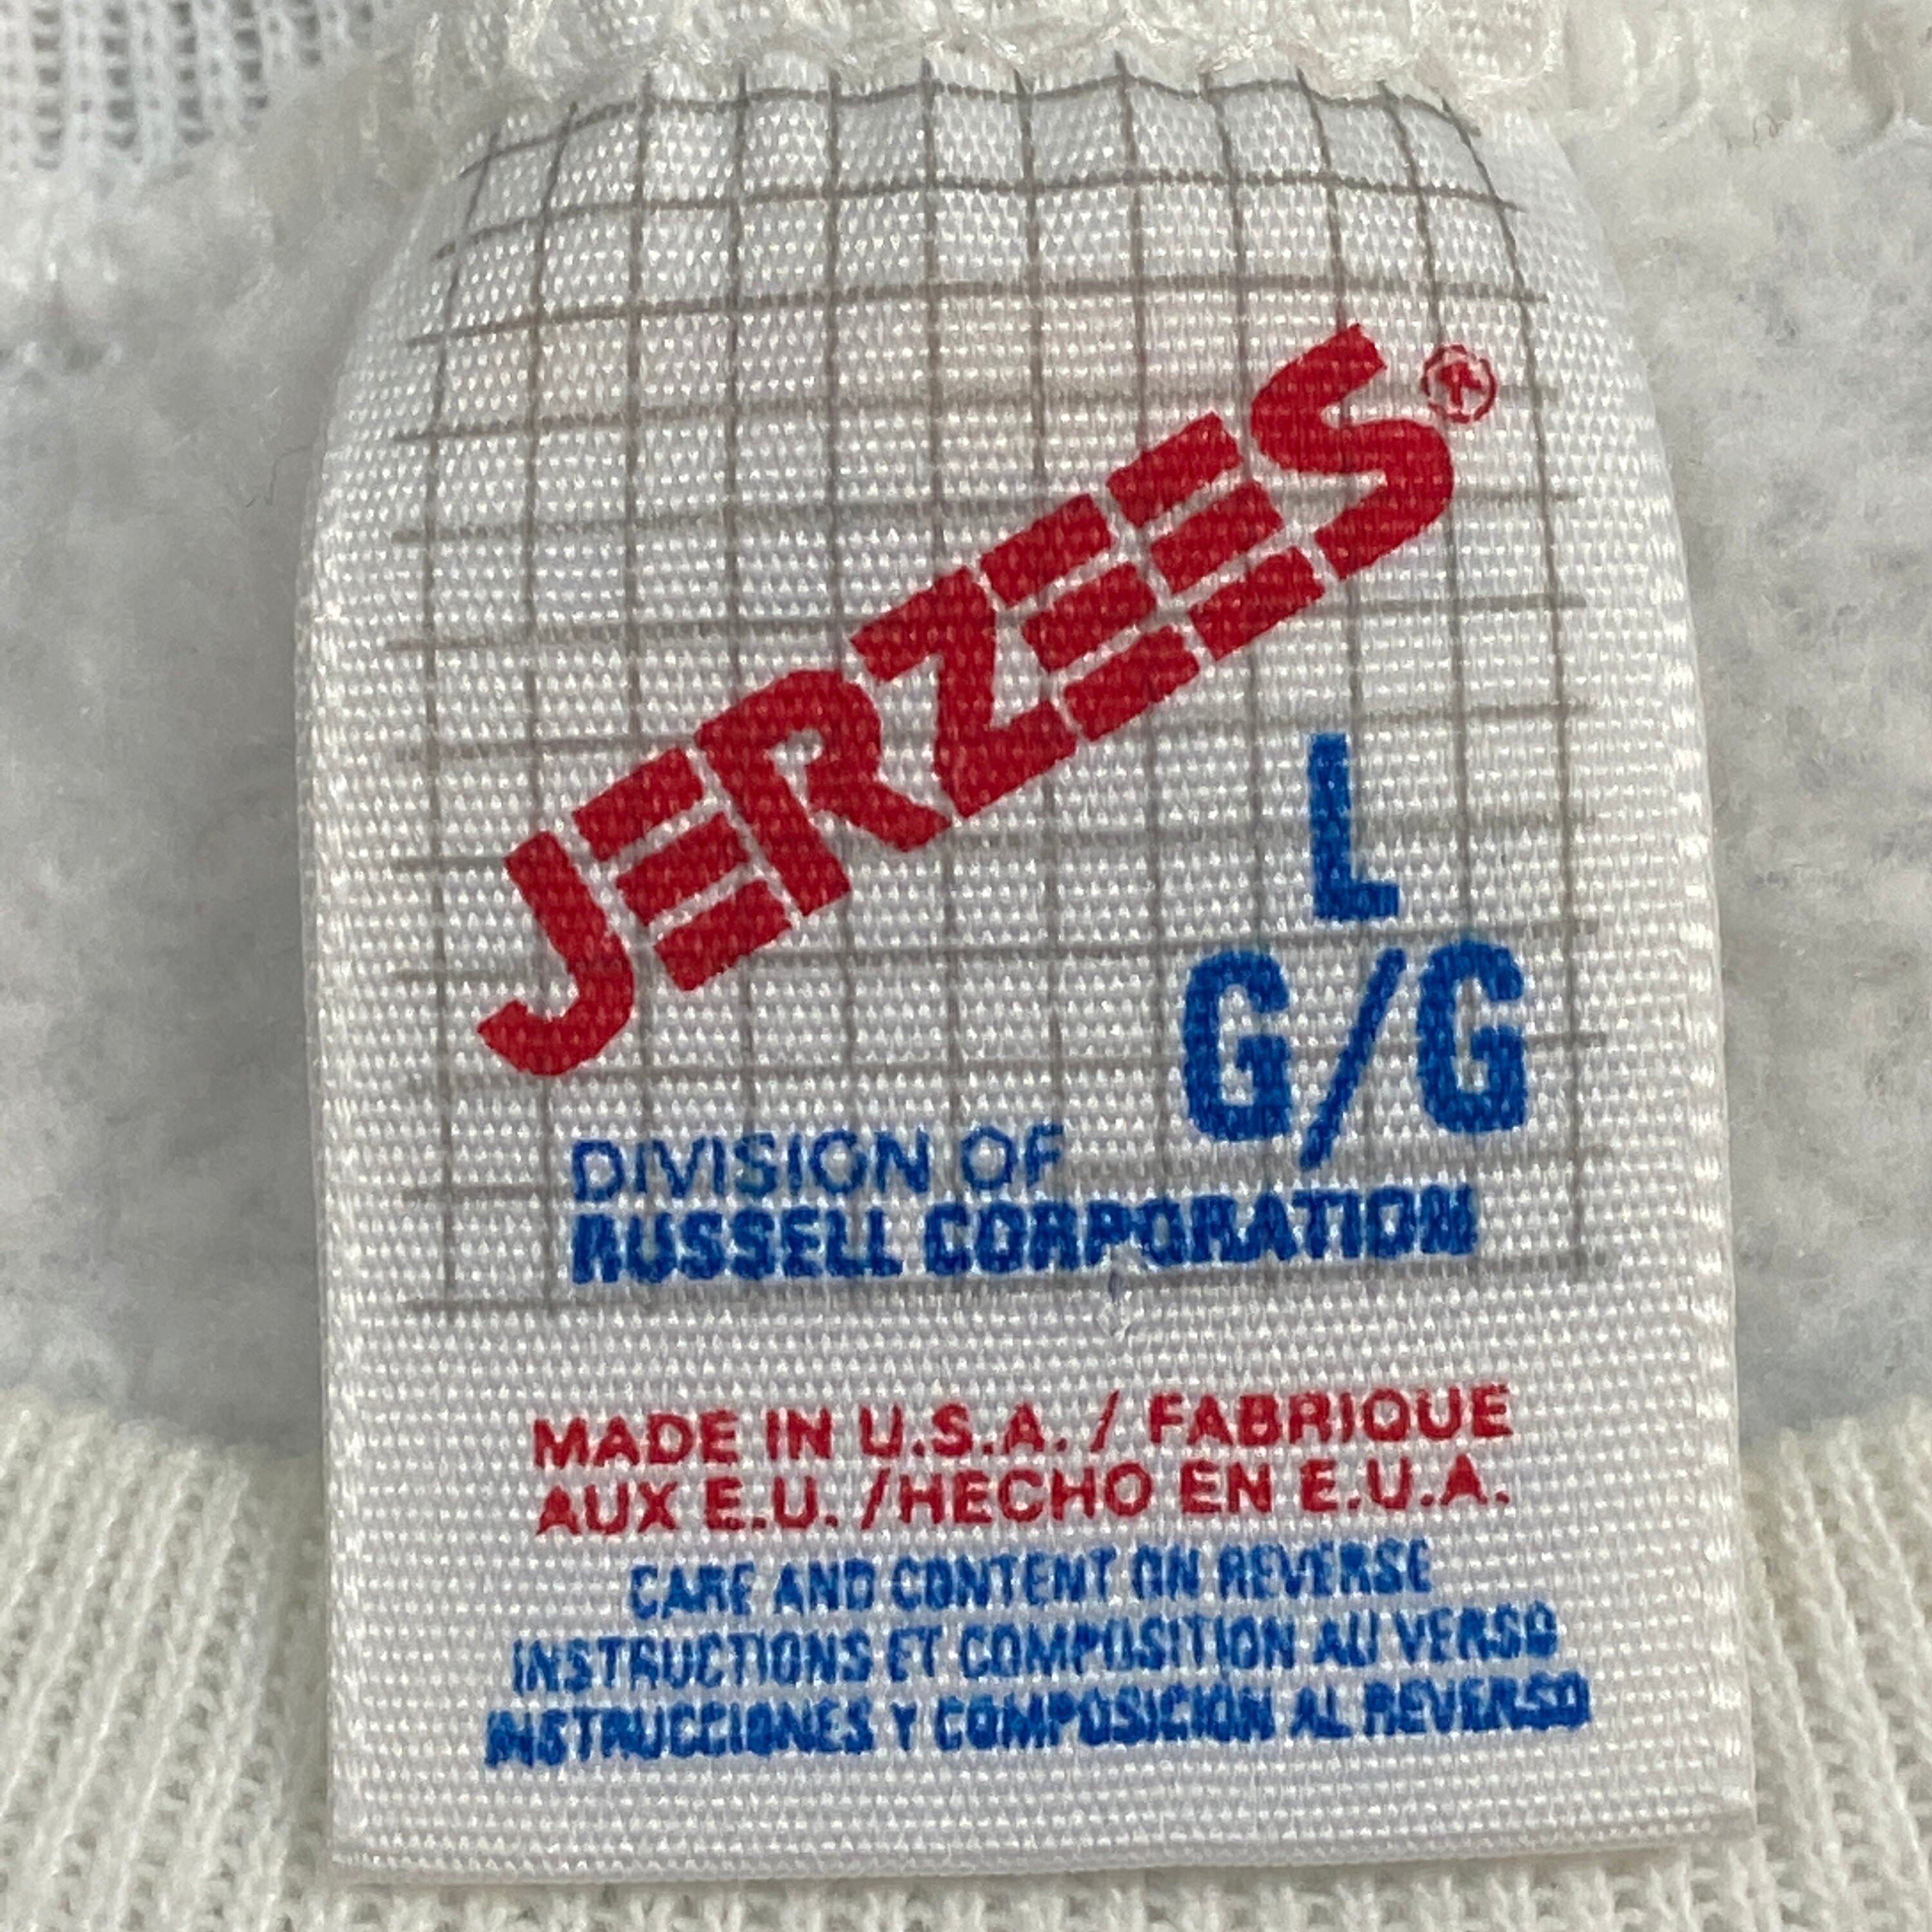 JERZEES®
L
G/G
DIVISION OF
RUSSELL CORPORATION
MADE IN U.S.A. / FABRIQUE
AUX E.U. /HECHO EN E.U.A.
CARE AND CONTENT ON REVERSE
INSTRUCTIONS ET COMPOSITION AU VERSO
INSTRUCCIONES Y COMPOSICION AL REVERSO